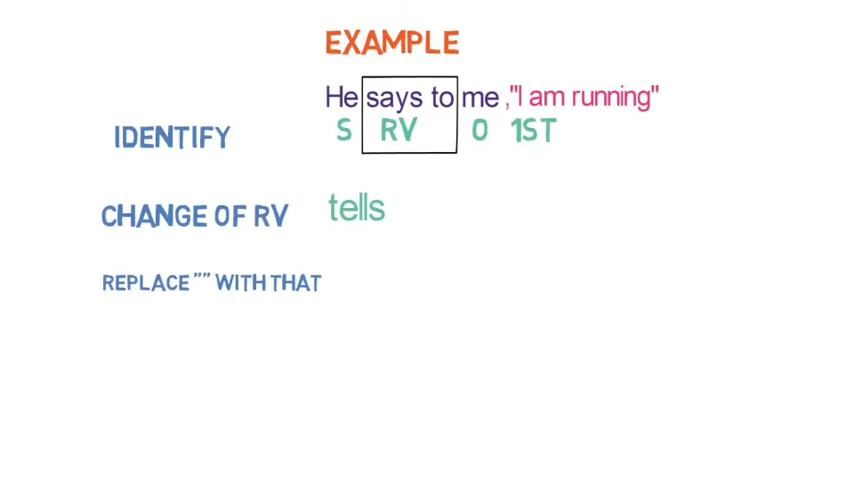 EXAMPLE
He says to me ,"I am running"
IDENTIFY S RV O 1ST
CHANGE OF RV tells
REPLACE "" WITH THAT